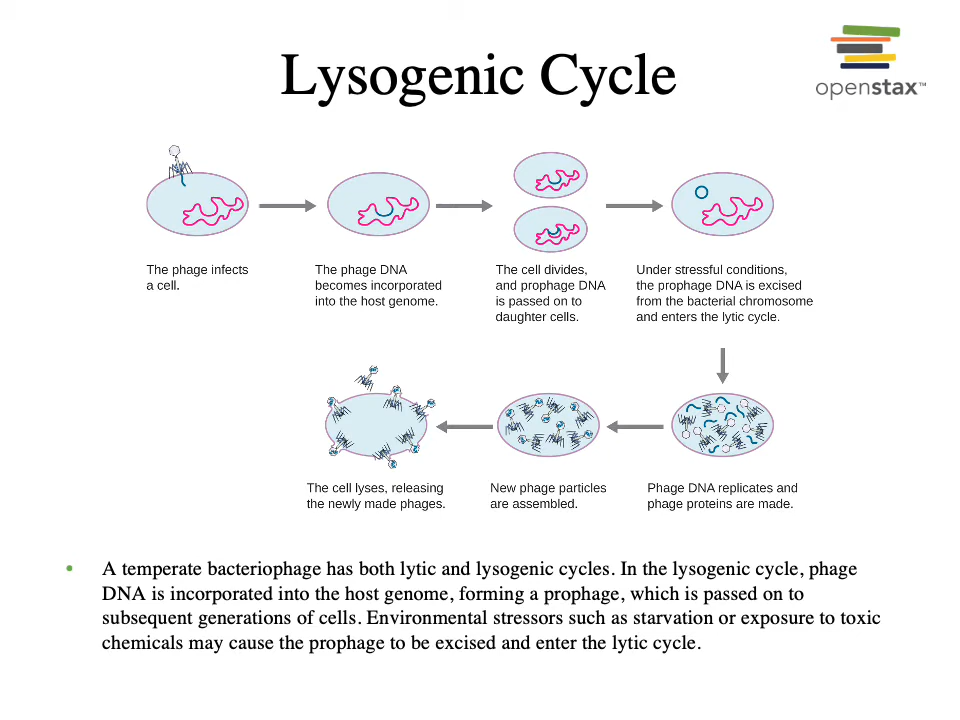 Lysogenic Cycle
openstax™
The phage infects
a cell.
The phage DNA
becomes incorporated
into the host genome.
The cell divides,
and prophage DNA
is passed on to
daughter cells.
Under stressful conditions,
the prophage DNA is excised
from the bacterial chromosome
and enters the lytic cycle.
The cell lyses, releasing
the newly made phages.
New phage particles
are assembled.
Phage DNA replicates and
phage proteins are made.
• A temperate bacteriophage has both lytic and lysogenic cycles. In the lysogenic cycle, phage
DNA is incorporated into the host genome, forming a prophage, which is passed on to
subsequent generations of cells. Environmental stressors such as starvation or exposure to toxic
chemicals may cause the prophage to be excised and enter the lytic cycle.